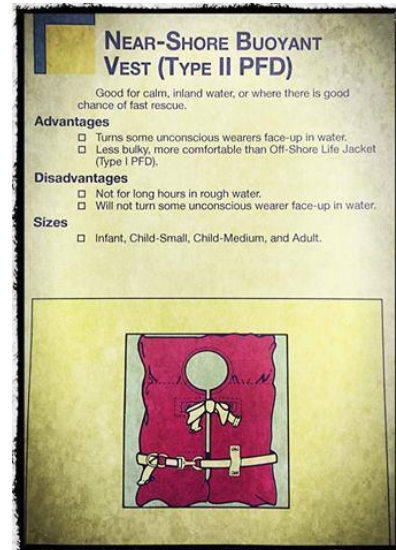 NEAR-SHORE BUOYANT
VEST (TYPE II PFD)
Good for calm, inland water, or where there is good
chance of fast rescue.
Advantages
□ Turns some unconscious wearers face-up in water.
□ Less bulky, more comfortable than Off-Shore Life Jacket
(Type I PFD).
Disadvantages
□ Not for long hours in rough water.
□ Will not turn some unconscious wearer face-up in water.
Sizes
□ Infant, Child-Small, Child-Medium, and Adult.